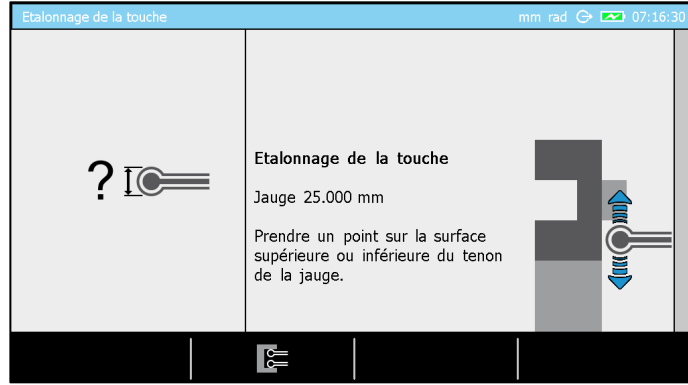 Etalonnage de la touche
mm rad 07:16:30
?
Etalonnage de la touche
Jauge 25.000 mm
Prendre un point sur la surface
supérieure ou inférieure du tenon
de la jauge.